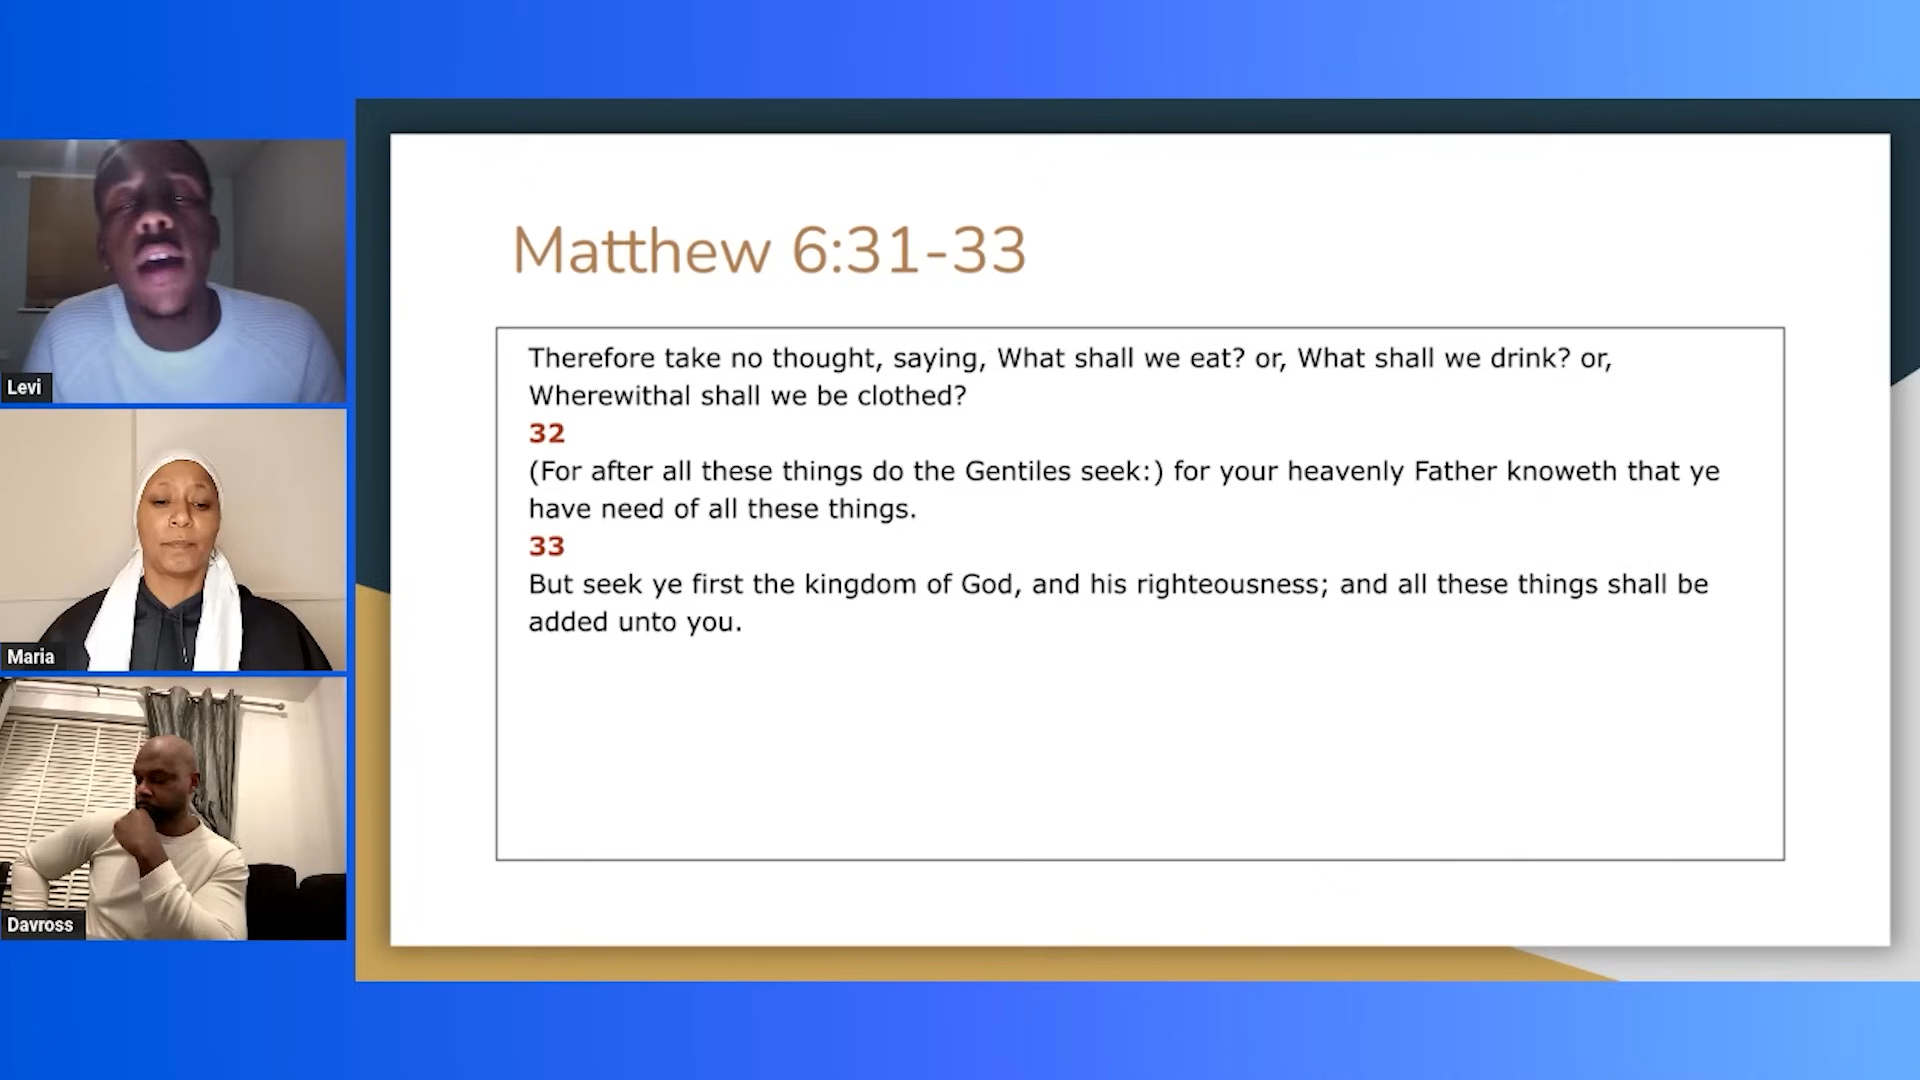 Levi
Maria
Davross
Matthew 6:31-33
Therefore take no thought, saying, What shall we eat? or, What shall we drink? or,
Wherewithal shall we be clothed?
32
(For after all these things do the Gentiles seek:) for your heavenly Father knoweth that ye
have need of all these things.
33
But seek ye first the kingdom of God, and his righteousness; and all these things shall be
added unto you.